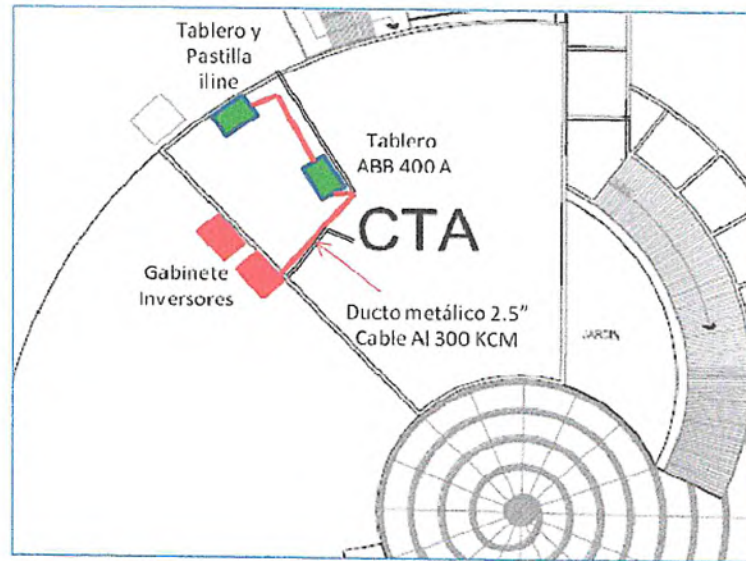 Tablero y
Pastilla
iline
Tablero
ABB 400 A
CTA
Gabinete
Inversores
Ducto metálico 2.5"
Cable Al 300 KCM
JARDIN